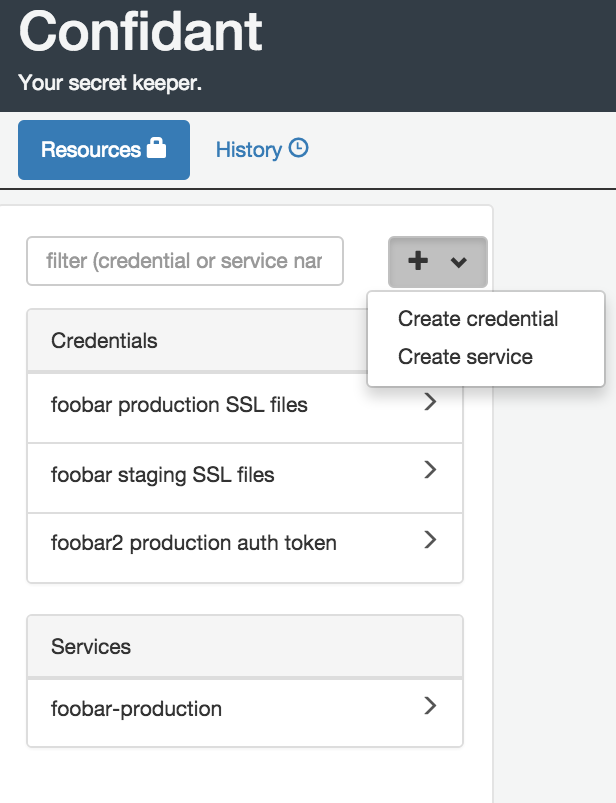 Confidant
Your secret keeper.
Resources
History
filter (credential or service nar
Create credential
Create service
Credentials
foobar production SSL files
foobar staging SSL files
foobar2 production auth token
Services
foobar-production